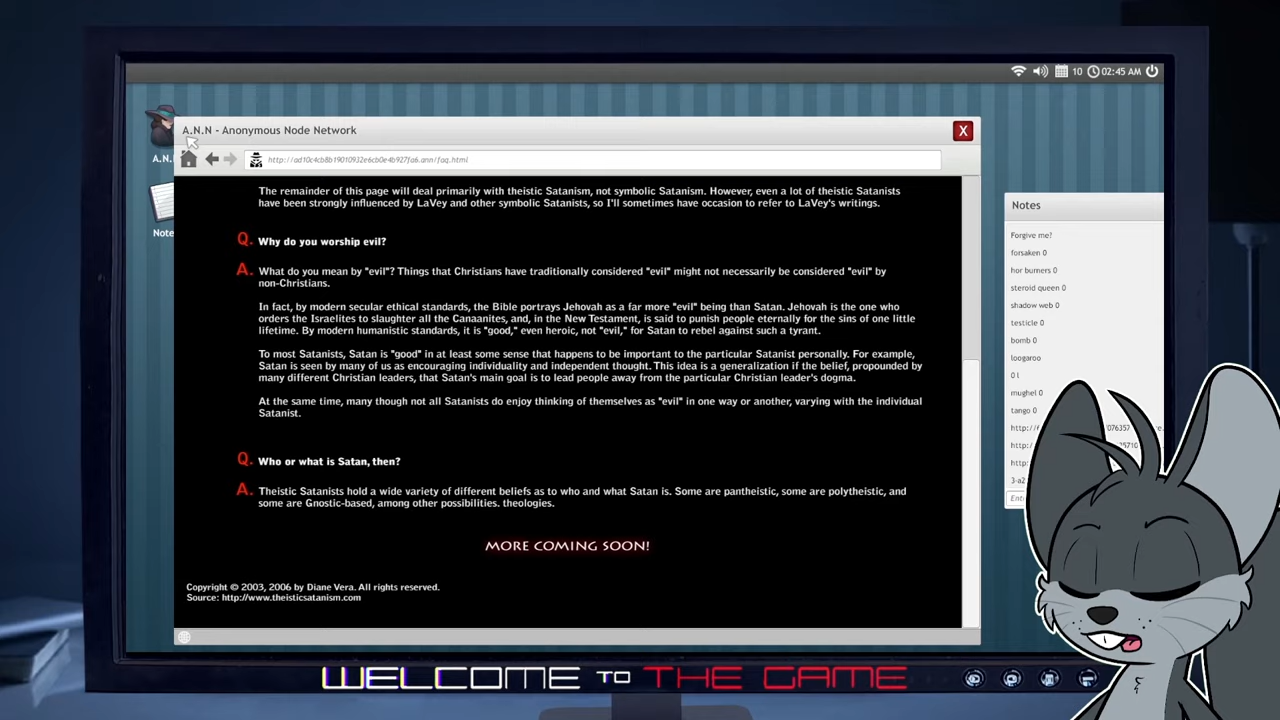 10 02:45 AM
A.N.N - Anonymous Node Network
X
http://ad10c4cb8b19010932e6cb0e4b927fa6.ann/faq.html
A.N.
Note
The remainder of this page will deal primarily with theistic Satanism, not symbolic Satanism. However, even a lot of theistic Satanists
have been strongly influenced by LaVey and other symbolic Satanists, so I'll sometimes have occasion to refer to LaVey's writings.
Q. Why do you worship evil?
A. What do you mean by "evil"? Things that Christians have traditionally considered "evil" might not necessarily be considered "evil" by
non-Christians.
In fact, by modern secular ethical standards, the Bible portrays Jehovah as a far more "evil" being than Satan. Jehovah is the one who
orders the Israelites to slaughter all the Canaanites, and, in the New Testament, is said to punish people eternally for the sins of one little
lifetime. By modern humanistic standards, it is "good," even heroic, not "evil," for Satan to rebel against such a tyrant.
To most Satanists, Satan is "good" in at least some sense that happens to be important to the particular Satanist personally. For example,
Satan is seen by many of us as encouraging individuality and independent thought. This idea is a generalization if the belief, propounded by
many different Christian leaders, that Satan's main goal is to lead people away from the particular Christian leader's dogma.
At the same time, many though not all Satanists do enjoy thinking of themselves as "evil" in one way or another, varying with the individual
Satanist.
Q. Who or what is Satan, then?
A. Theistic Satanists hold a wide variety of different beliefs as to who and what Satan is. Some are pantheistic, some are polytheistic, and
some are Gnostic-based, among other possibilities. theologies.
MORE COMING SOON!
Copyright © 2003, 2006 by Diane Vera. All rights reserved.
Source: http://www.theisticsatanism.com
Notes
Forgive me?
forsaken 0
hor burners 0
steroid queen 0
shadow web 0
testicle 0
bomb 0
loogaroo
0 l
mughel 0
tango 0
http://
http:
http:
3-a2
Ente
WELCOME TO THE GAME